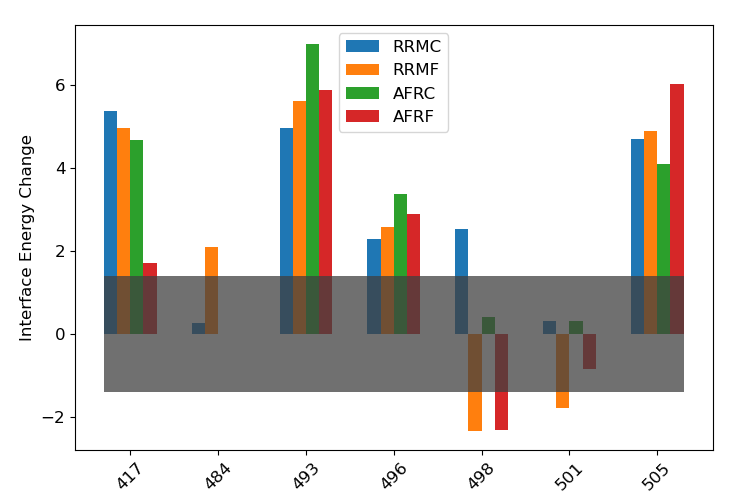 RRMC
RRMF
AFRC
AFRF
Interface Energy Change
6
4
2
0
−2
417
484
493
496
498
501
505